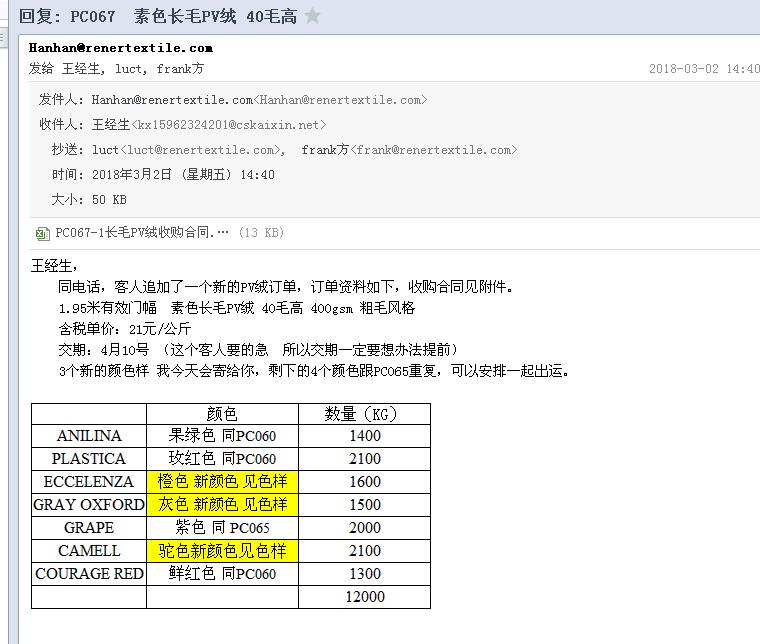 回复: PC067 素色长毛PV绒 40毛高
Hanhan@renertextile.com
发给 王经生, luct, frank方 2018-03-02 14:40
发件人: Hanhan@renertextile.com<Hanhan@renertextile.com>
收件人: 王经生<kx15962324201@cskaixin.net>
抄送: luct<luct@renertextile.com>, frank方<frank@renertextile.com>
时间: 2018年3月2日 (星期五) 14:40
大小: 50 KB
PC067-1长毛PV绒收购合同.… (13 KB)
王经生,
同电话, 客人追加了一个新的PV绒订单, 订单资料如下, 收购合同见附件。
1.95米有效门幅 素色长毛PV绒 40毛高 400gsm 粗毛风格
含税单价: 21元/公斤
交期: 4月10号 （这个客人要的急 所以交期一定要想办法提前）
3个新的颜色样 我今天会寄给你, 剩下的4个颜色跟PC065重复, 可以安排一起出运。
颜色 数量（KG）
ANILINA 果绿色 同PC060 1400
PLASTICA 玫红色 同PC060 2100
ECCELENZA 橙色 新颜色 见色样 1600
GRAY OXFORD 灰色 新颜色 见色样 1500
GRAPE 紫色 同 PC065 2000
CAMELL 驼色新颜色见色样 2100
COURAGE RED 鲜红色 同PC060 1300
12000